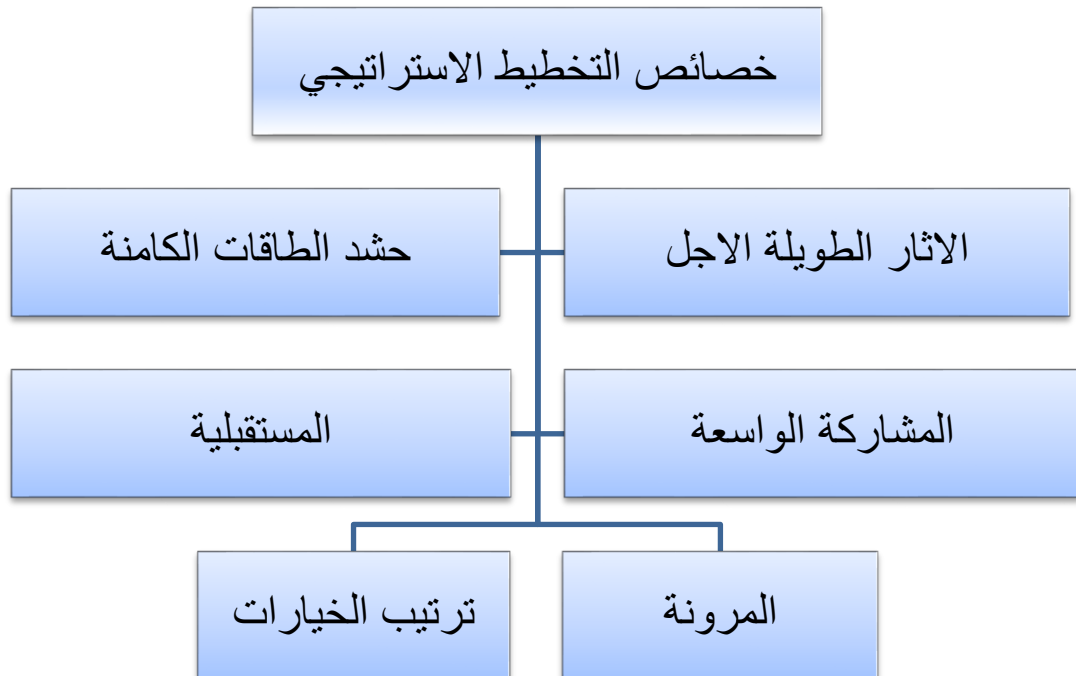 خصائص التخطيط الاستراتيجي
الاثار الطويلة الاجل
حشد الطاقات الكامنة
المشاركة الواسعة
المستقبلية
المرونة
ترتيب الخيارات